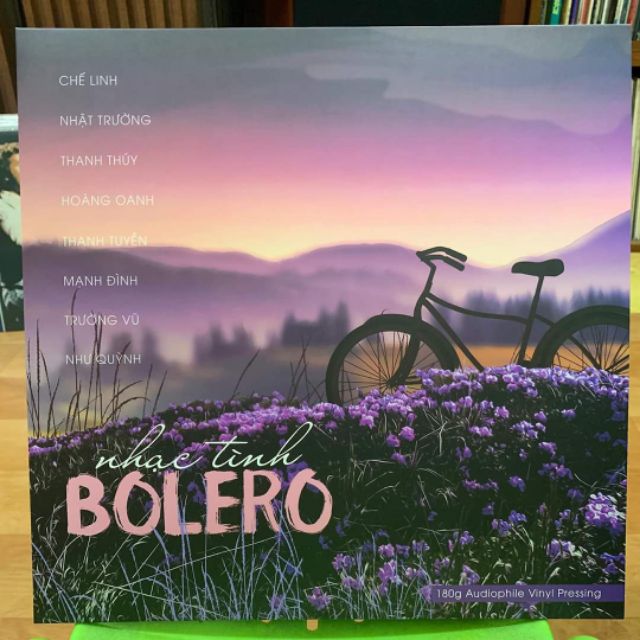 CHẾ LINH
NHẬT TRƯỜNG
THANH THÚY
HOÀNG OANH
THANH TUYỀN
MẠNH ĐÌNH
TRƯỜNG VŨ
NHƯ QUỲNH
nhạc tình
BOLERO
180g Audiophile Vinyl Pressing